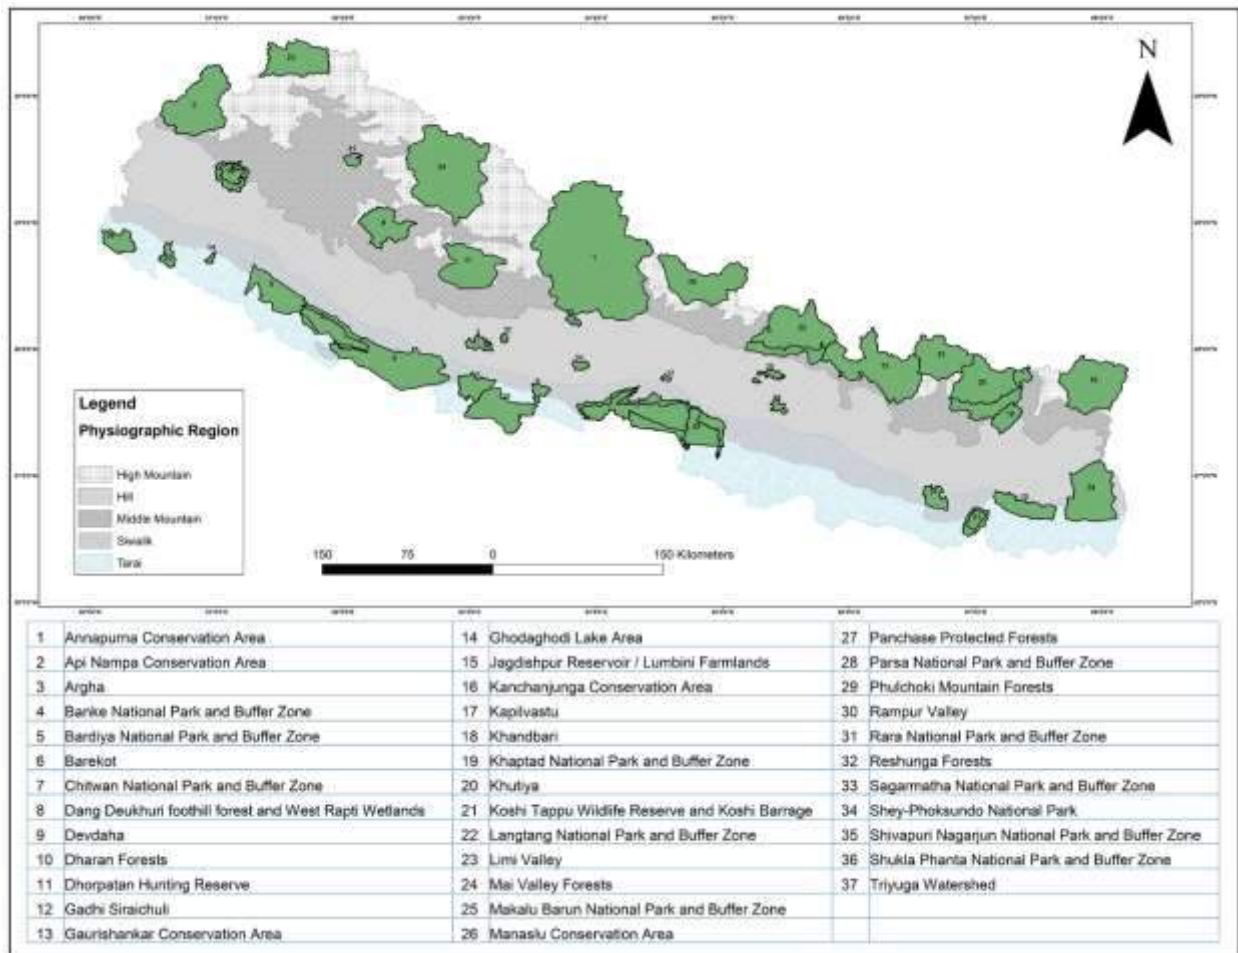 N
Legend
Physiographic Region
High Mountain
Hill
Middle Mountain
Siwalik
Tarai
150 75 0 150 Kilometers
1 Annapurna Conservation Area
2 Api Nampa Conservation Area
3 Argha
4 Banke National Park and Buffer Zone
5 Bardiya National Park and Buffer Zone
6 Barekot
7 Chitwan National Park and Buffer Zone
8 Dang Deukhuri foothill forest and West Rapti Wetlands
9 Devdaha
10 Dharan Forests
11 Dhorpatan Hunting Reserve
12 Gadhi Siraichuli
13 Gaurishankar Conservation Area
14 Ghodaghodi Lake Area
15 Jagdishpur Reservoir / Lumbini Farmlands
16 Kanchanjunga Conservation Area
17 Kapilvastu
18 Khandbari
19 Khaptad National Park and Buffer Zone
20 Khutiya
21 Koshi Tappu Wildlife Reserve and Koshi Barrage
22 Langtang National Park and Buffer Zone
23 Limi Valley
24 Mai Valley Forests
25 Makalu Barun National Park and Buffer Zone
26 Manaslu Conservation Area
27 Panchase Protected Forests
28 Parsa National Park and Buffer Zone
29 Phulchoki Mountain Forests
30 Rampur Valley
31 Rara National Park and Buffer Zone
32 Reshunga Forests
33 Sagarmatha National Park and Buffer Zone
34 Shey-Phoksundo National Park
35 Shivapuri Nagarjun National Park and Buffer Zone
36 Shukla Phanta National Park and Buffer Zone
37 Triyuga Watershed